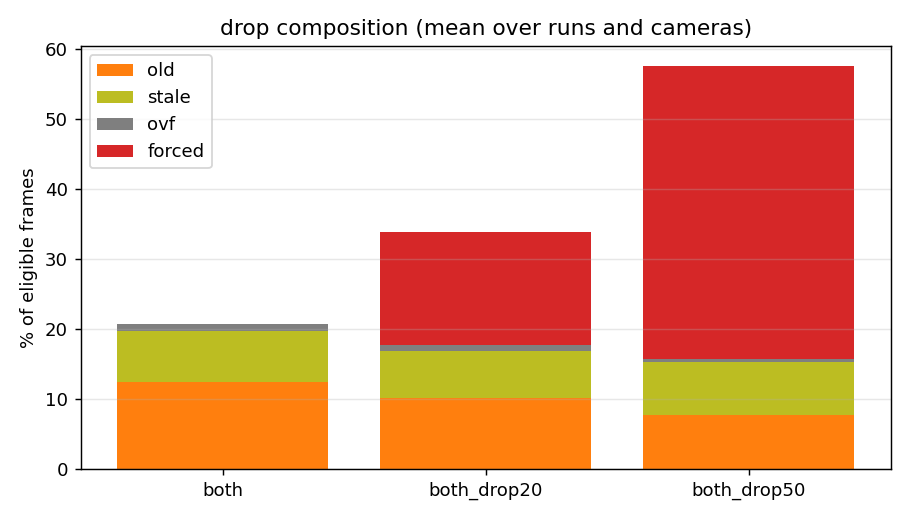 drop composition (mean over runs and cameras)
60
50
40
30
20
10
0
% of eligible frames
old
stale
ovf
forced
both
both_drop20
both_drop50